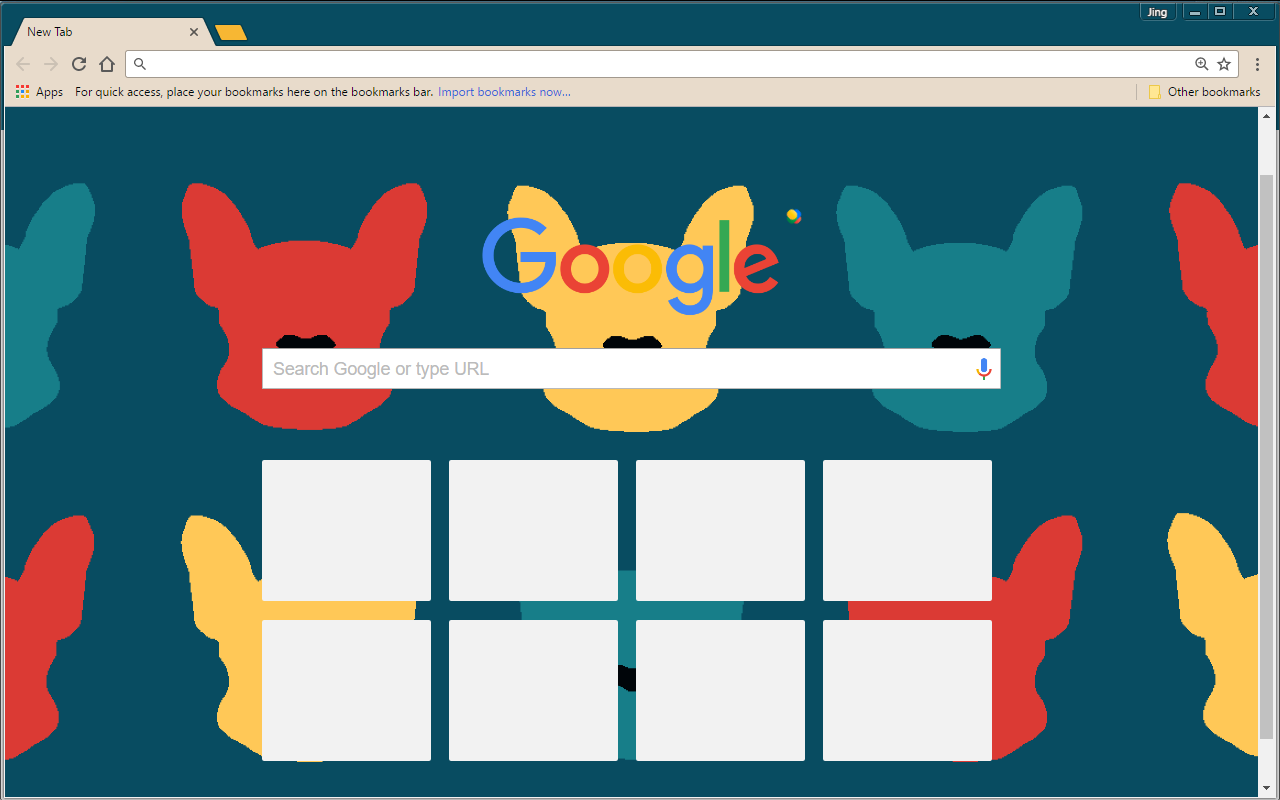 Jing
New Tab
Apps For quick access, place your bookmarks here on the bookmarks bar. Import bookmarks now... Other bookmarks
Google
Search Google or type URL